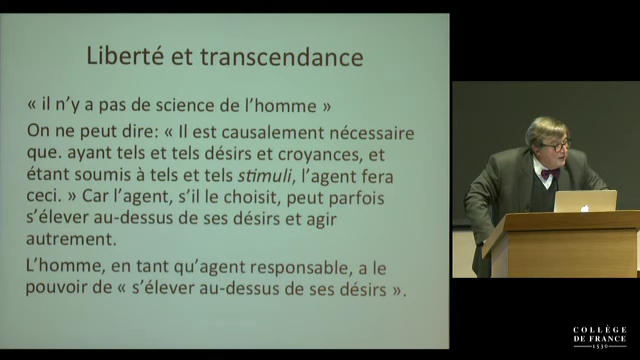 Liberté et transcendance
« il n'y a pas de science de l'homme »
On ne peut dire: « Il est causalement nécessaire
que. ayant tels et tels désirs et croyances, et
étant soumis à tels et tels stimuli, l'agent fera
ceci. » Car l'agent, s'il le choisit, peut parfois
s'élever au-dessus de ses désirs et agir
autrement.
L'homme, en tant qu'agent responsable, a le
pouvoir de « s'élever au-dessus de ses désirs ».
COLLÈGE
DE FRANCE
1530